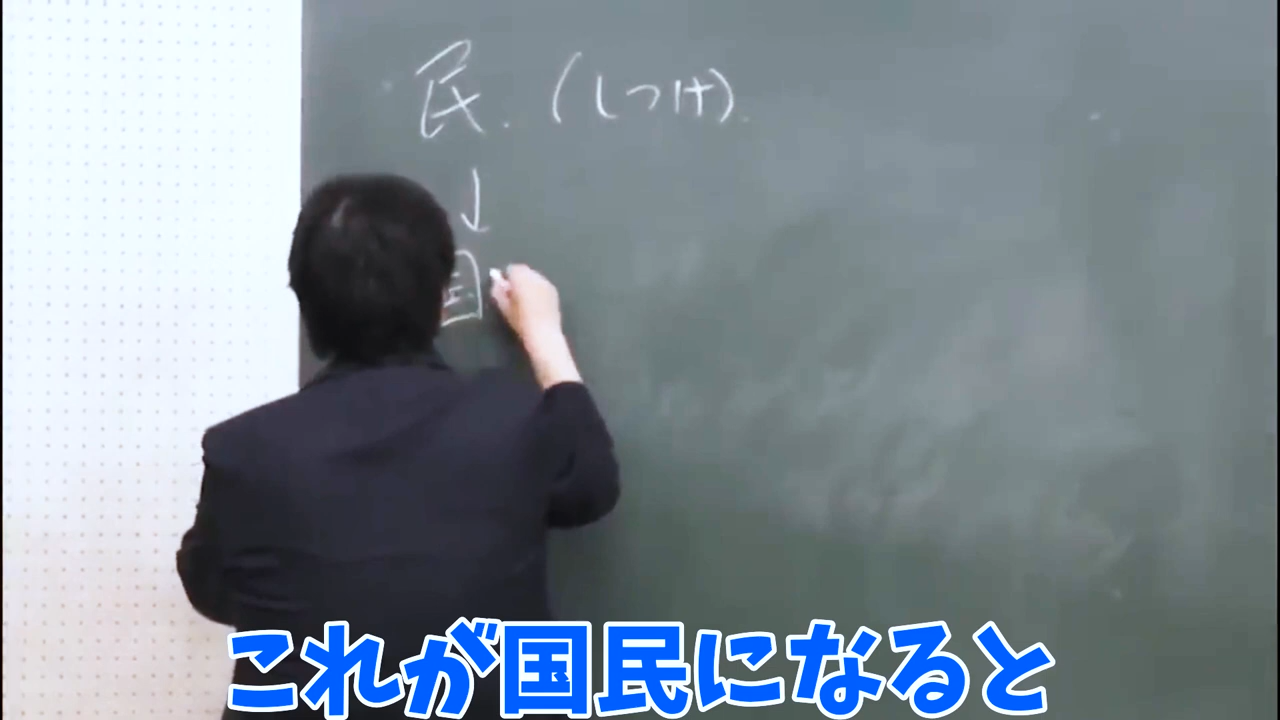 民.(しつけ).
↓
国
これが国民になると